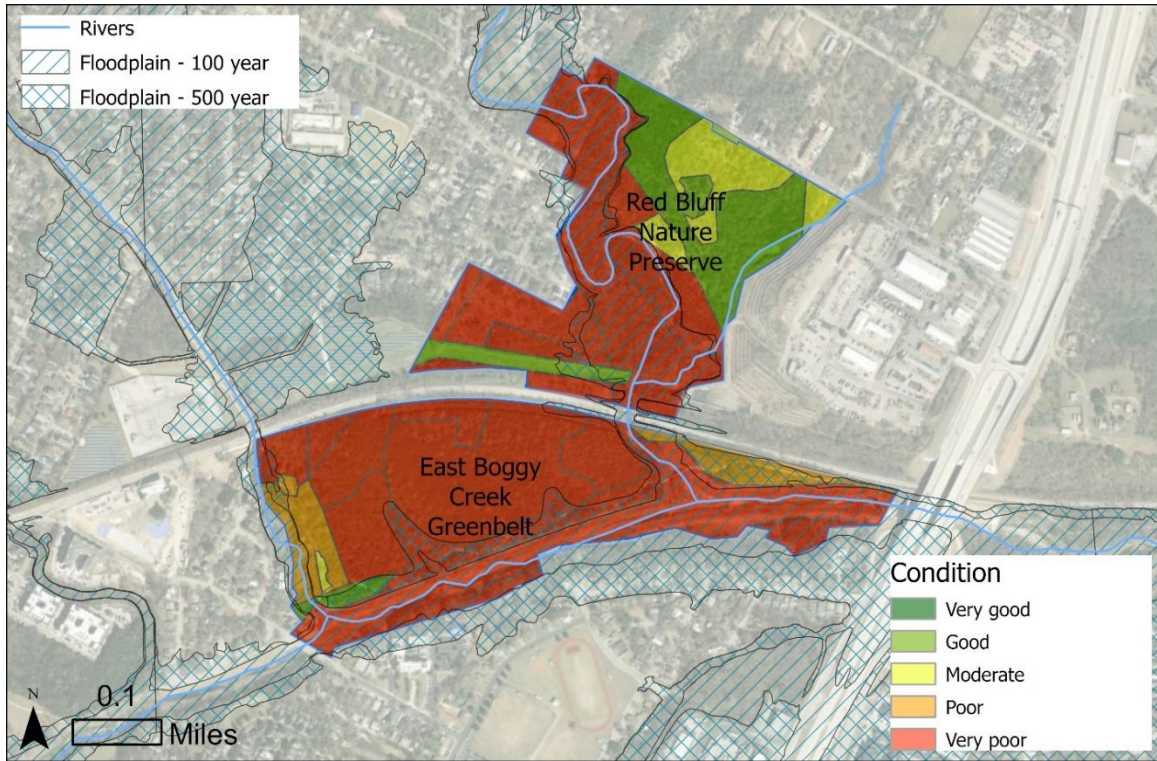 Rivers
Floodplain - 100 year
Floodplain - 500 year
Red Bluff
Nature
Preserve
East Boggy
Creek
Greenbelt
Condition
Very good
Good
Moderate
Poor
Very poor
N
0.1
Miles